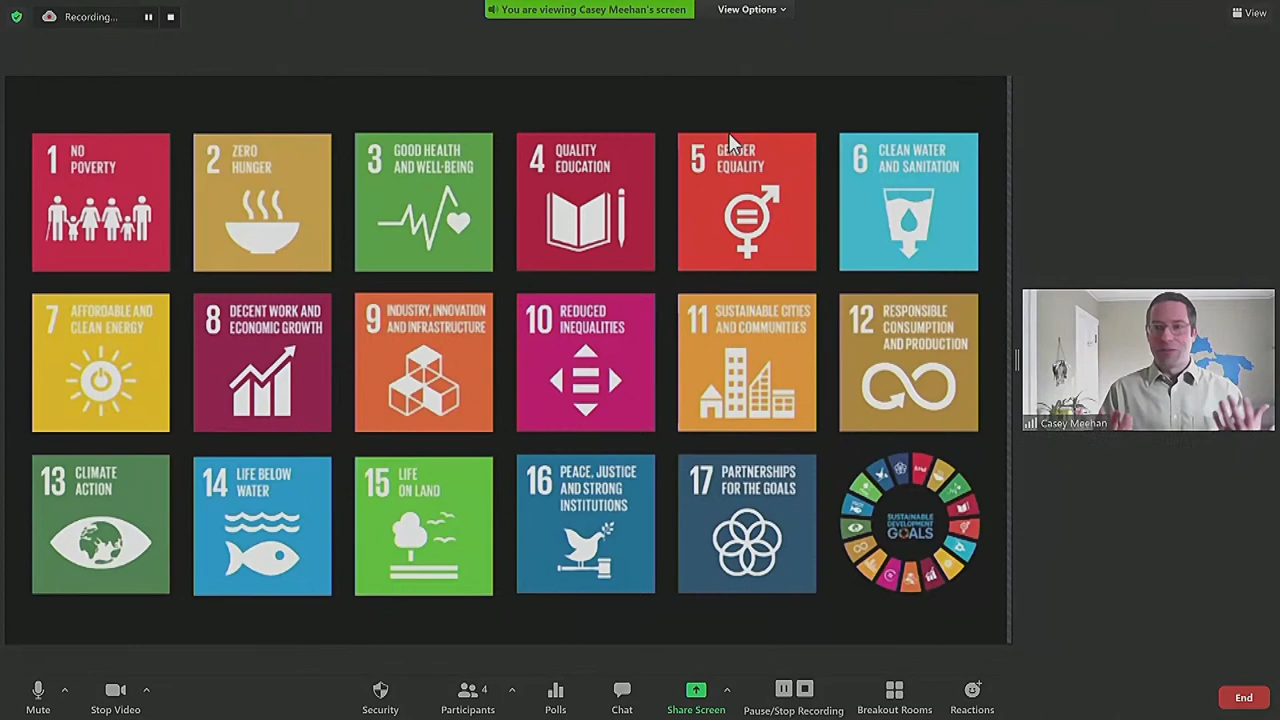 Recording...
You are viewing Casey Meehan's screen
View Options
View
1 NO
POVERTY
2 ZERO
HUNGER
3 GOOD HEALTH
AND WELL-BEING
4 QUALITY
EDUCATION
5 GENDER
EQUALITY
6 CLEAN WATER
AND SANITATION
7 AFFORDABLE AND
CLEAN ENERGY
8 DECENT WORK AND
ECONOMIC GROWTH
9 INDUSTRY, INNOVATION
AND INFRASTRUCTURE
10 REDUCED
INEQUALITIES
11 SUSTAINABLE CITIES
AND COMMUNITIES
12 RESPONSIBLE
CONSUMPTION
AND PRODUCTION
13 CLIMATE
ACTION
14 LIFE BELOW
WATER
15 LIFE
ON LAND
16 PEACE, JUSTICE
AND STRONG
INSTITUTIONS
17 PARTNERSHIPS
FOR THE GOALS
SUSTAINABLE
DEVELOPMENT
GOALS
Casey Meehan
Mute
Stop Video
Security
4
Participants
Polls
Chat
Share Screen
Pause/Stop Recording
Breakout Rooms
Reactions
End